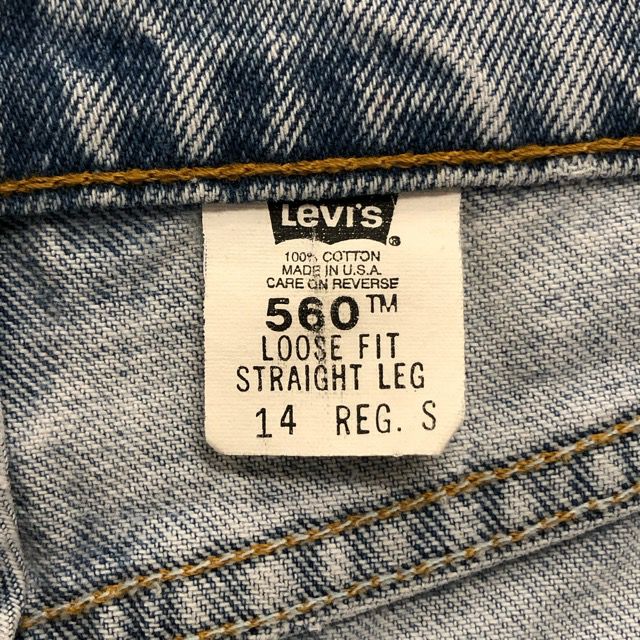 Levi's ®
100% COTTON
MADE IN U.S.A.
CARE ON REVERSE
560™
LOOSE FIT
STRAIGHT LEG
14 REG. S